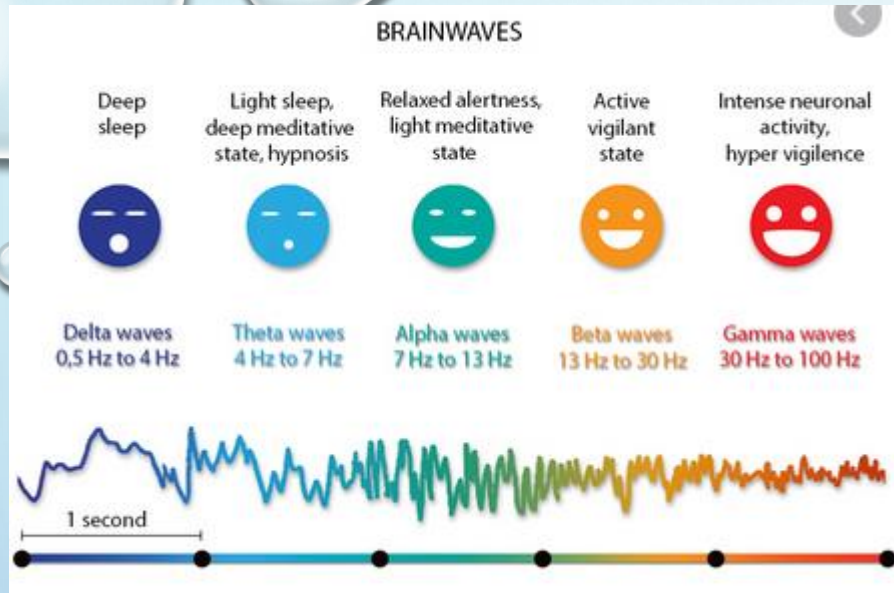 BRAINWAVES
Deep
sleep
Light sleep,
deep meditative
state, hypnosis
Relaxed alertness,
light meditative
state
Active
vigilant
state
Intense neuronal
activity,
hyper vigilence
Delta waves
0,5 Hz to 4 Hz
Theta waves
4 Hz to 7 Hz
Alpha waves
7 Hz to 13 Hz
Beta waves
13 Hz to 30 Hz
Gamma waves
30 Hz to 100 Hz
1 second